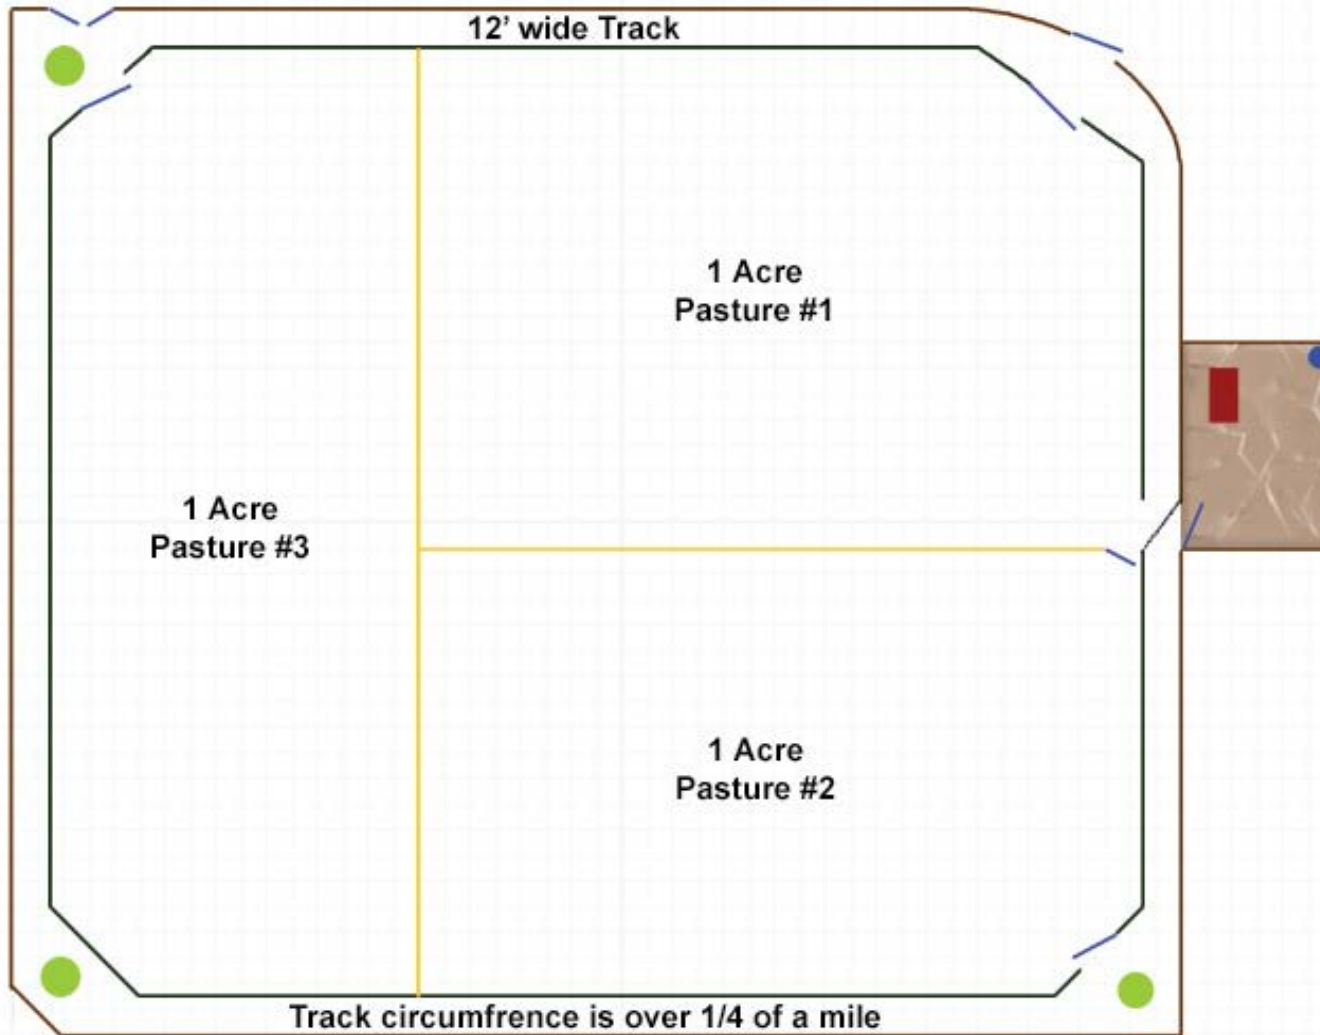 12' wide Track
1 Acre
Pasture #1
1 Acre
Pasture #3
1 Acre
Pasture #2
Track circumfrence is over 1/4 of a mile